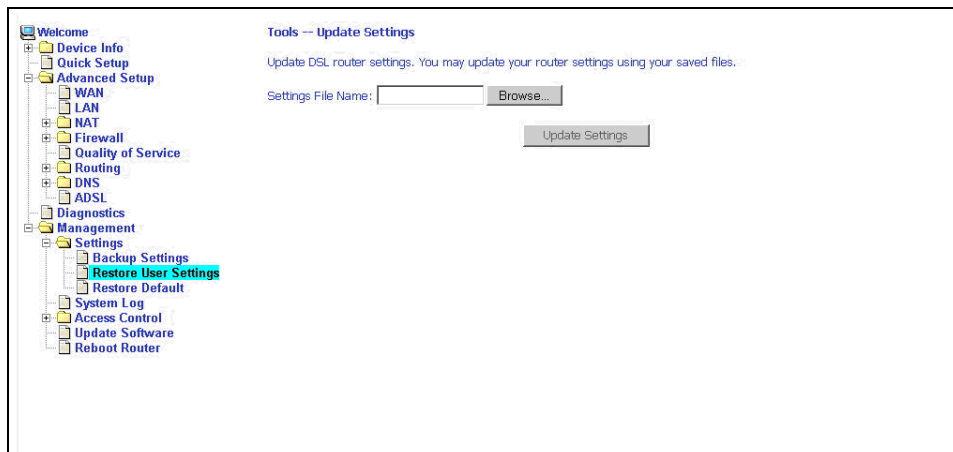 Welcome
Device Info
Quick Setup
Advanced Setup
WAN
LAN
NAT
Firewall
Quality of Service
Routing
DNS
ADSL
Diagnostics
Management
Settings
Backup Settings
Restore User Settings
Restore Default
System Log
Access Control
Update Software
Reboot Router
Tools -- Update Settings
Update DSL router settings. You may update your router settings using your saved files.
Settings File Name: Browse...
Update Settings